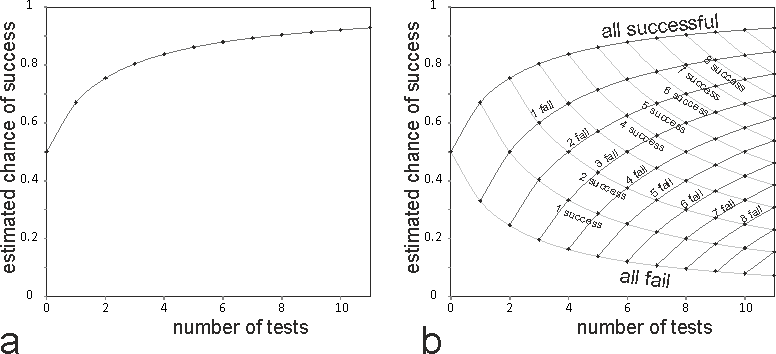 1
0.8
0.6
0.4
0.2
0
0
2
4
6
8
10
estimated chance of success
number of tests
a
1
0.8
0.6
0.4
0.2
0
0
2
4
6
8
10
estimated chance of success
number of tests
b
all successful
9 success
7 success
6 success
5 success
4 success
2 success
1 success
1 fail
2 fail
3 fail
4 fail
5 fail
6 fail
7 fail
8 fail
all fail